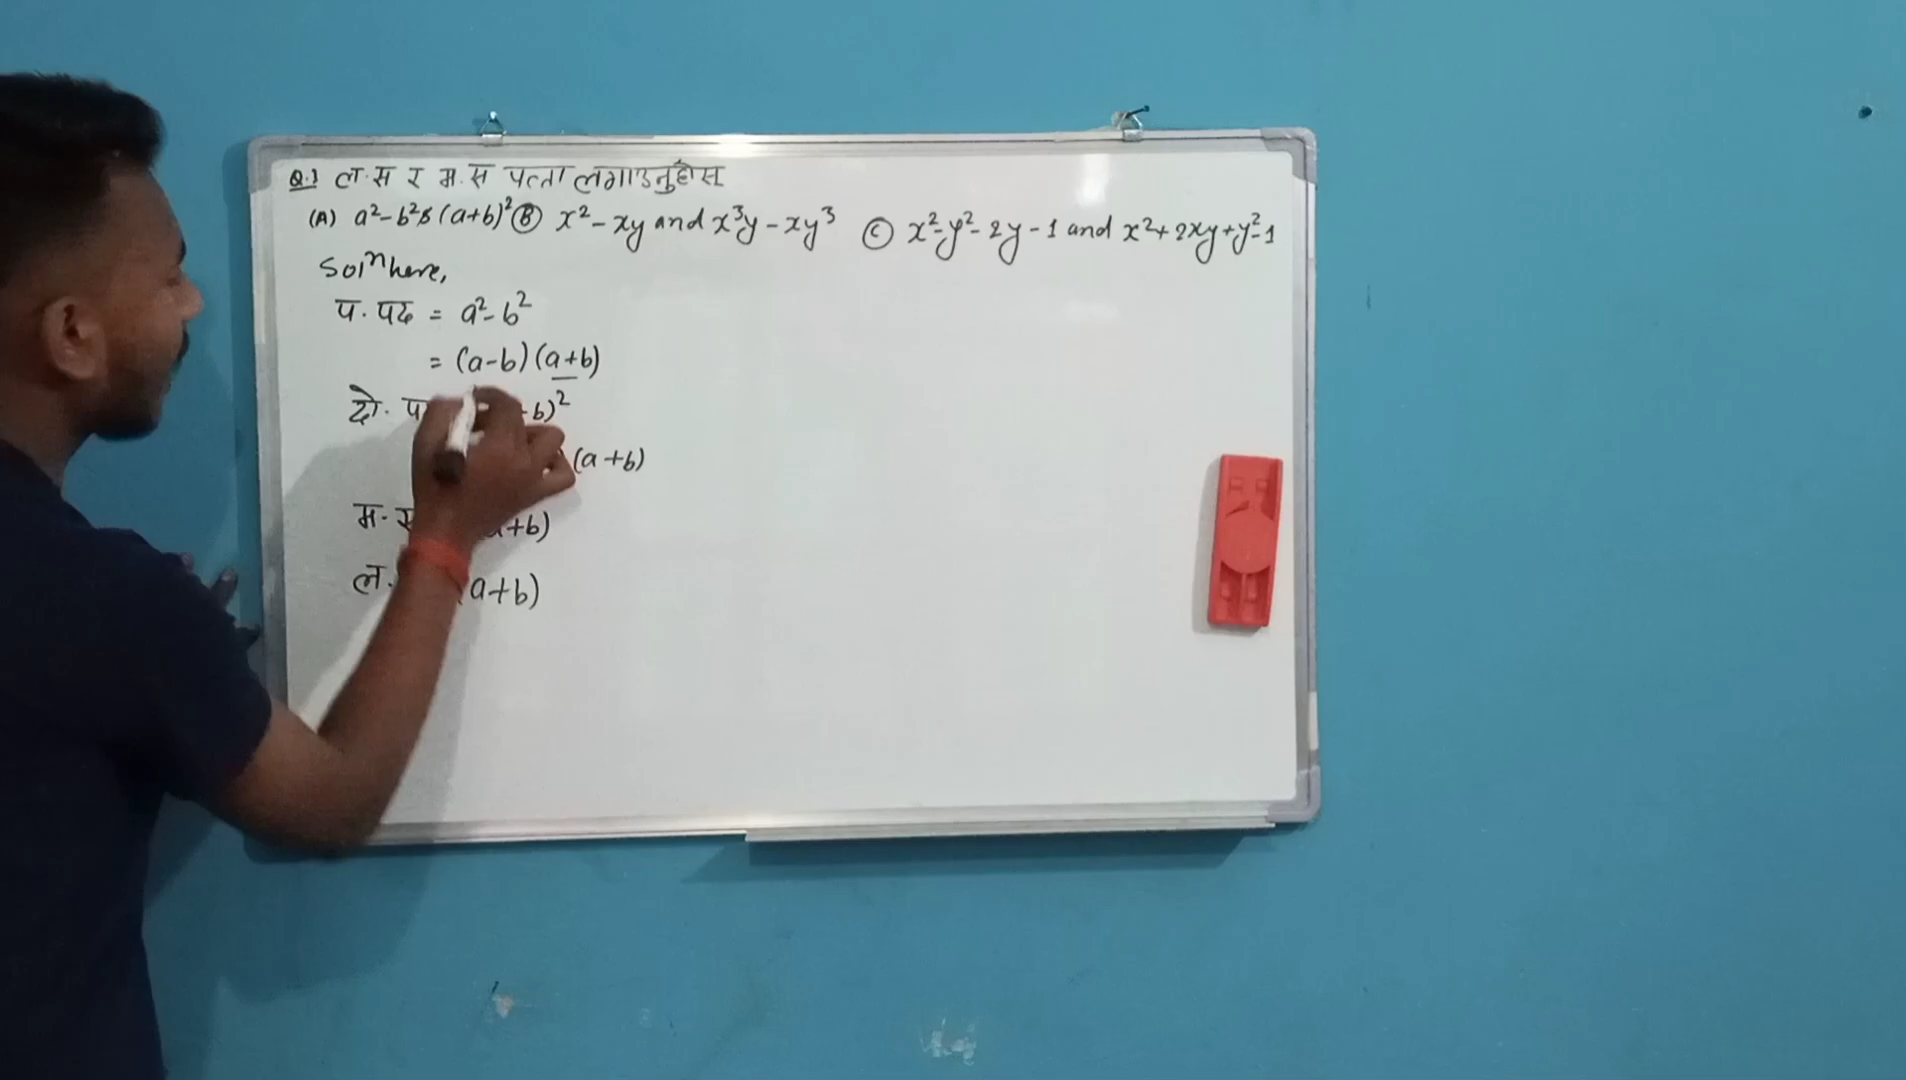 Q.1 ल.स र म.स पत्ता लगाउनुहोस्
(A) a²-b² & (a+b)² Ⓑ x²-xy and x³y-xy³ Ⓒ x²-y²-2y-1 and x²+2xy+y²-1
Solⁿ here,
प. पद = a²-b²
= (a-b)(a+b)
दो. b)²
(a+b)
म. +b)
ल. (a+b)